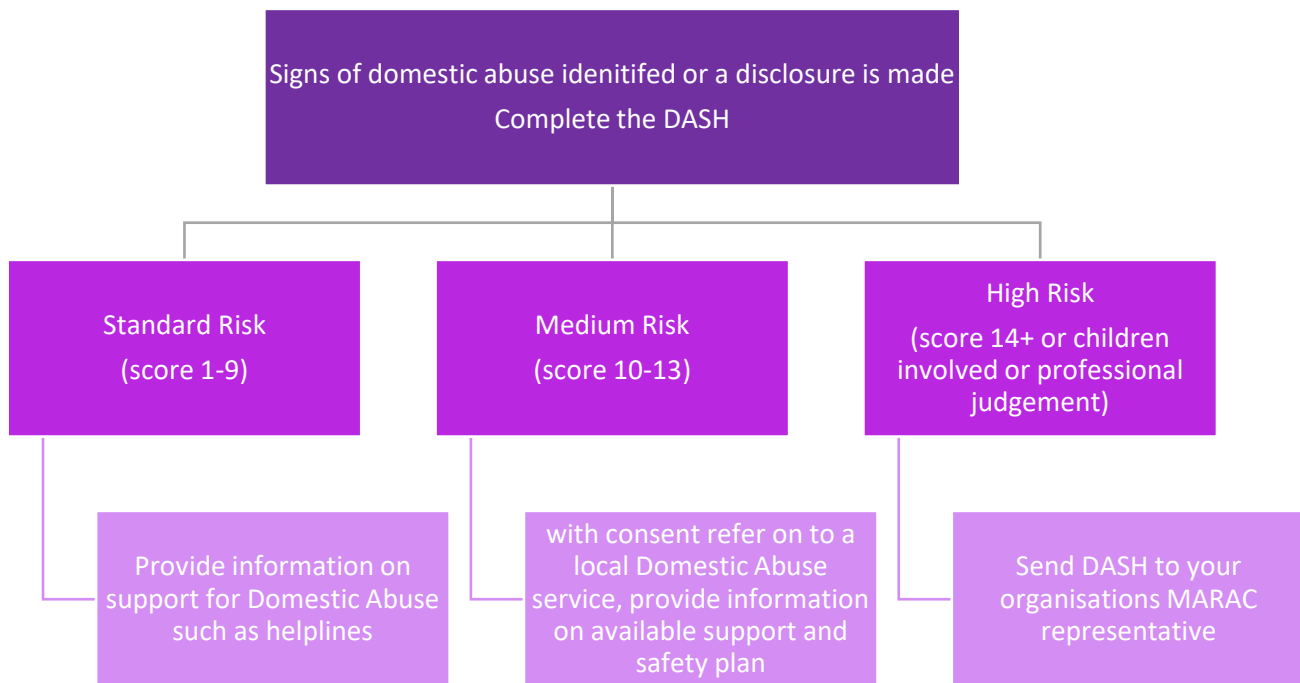 Signs of domestic abuse idenitifed or a disclosure is made
Complete the DASH
Standard Risk
(score 1-9)
Medium Risk
(score 10-13)
High Risk
(score 14+ or children
involved or professional
judgement)
Provide information on
support for Domestic Abuse
such as helplines
with consent refer on to a
local Domestic Abuse
service, provide information
on available support and
safety plan
Send DASH to your
organisations MARAC
representative